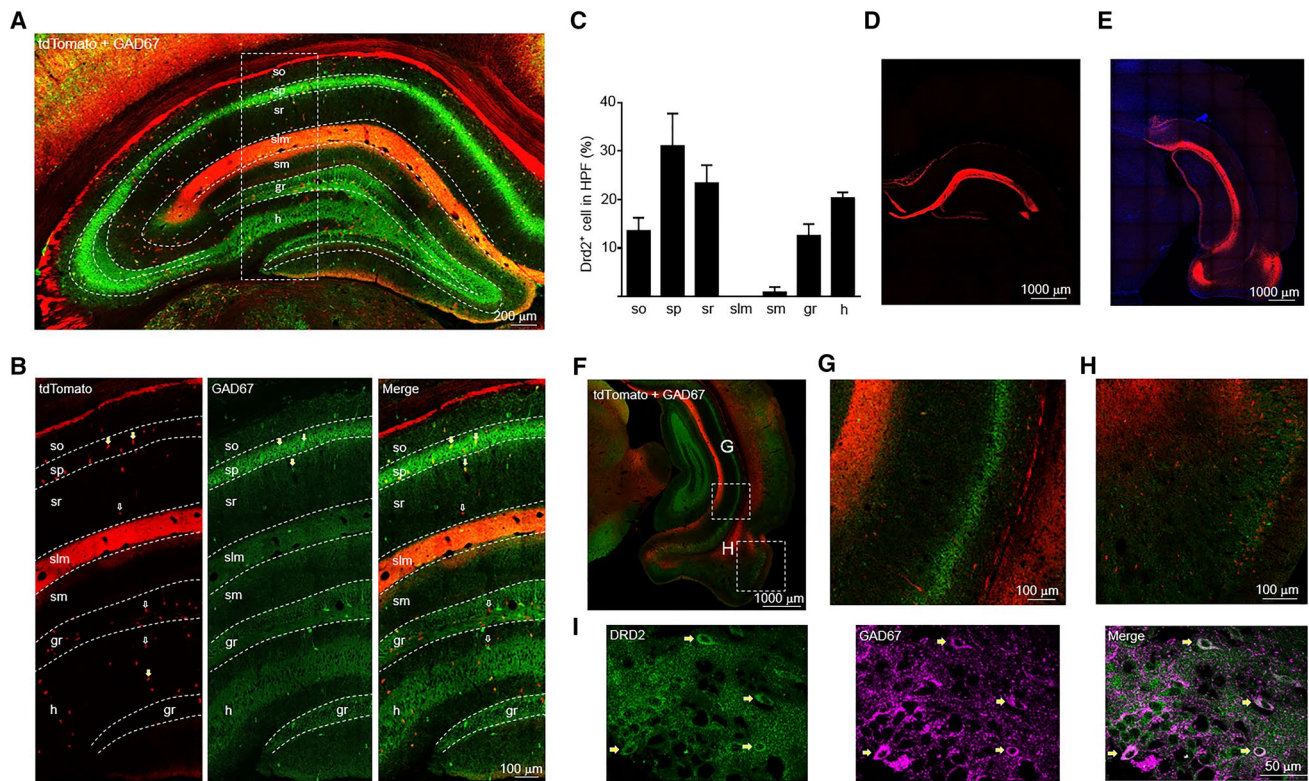 A
tdTomato + GAD67
so
sp
sr
slm
sm
gr
h
200 µm
B
tdTomato
GAD67
Merge
so
sp
sr
slm
sm
gr
h
gr
so
sp
sr
slm
sm
gr
h
gr
so
sp
sr
slm
sm
gr
h
gr
100 µm
C
Drd2+ cell in HPF (%)
40
30
20
10
so sp sr slm sm gr h
D
1000 µm
E
1000 µm
F
tdTomato + GAD67
G
H
1000 µm
G
100 µm
H
100 µm
I
DRD2
GAD67
Merge
50 µm